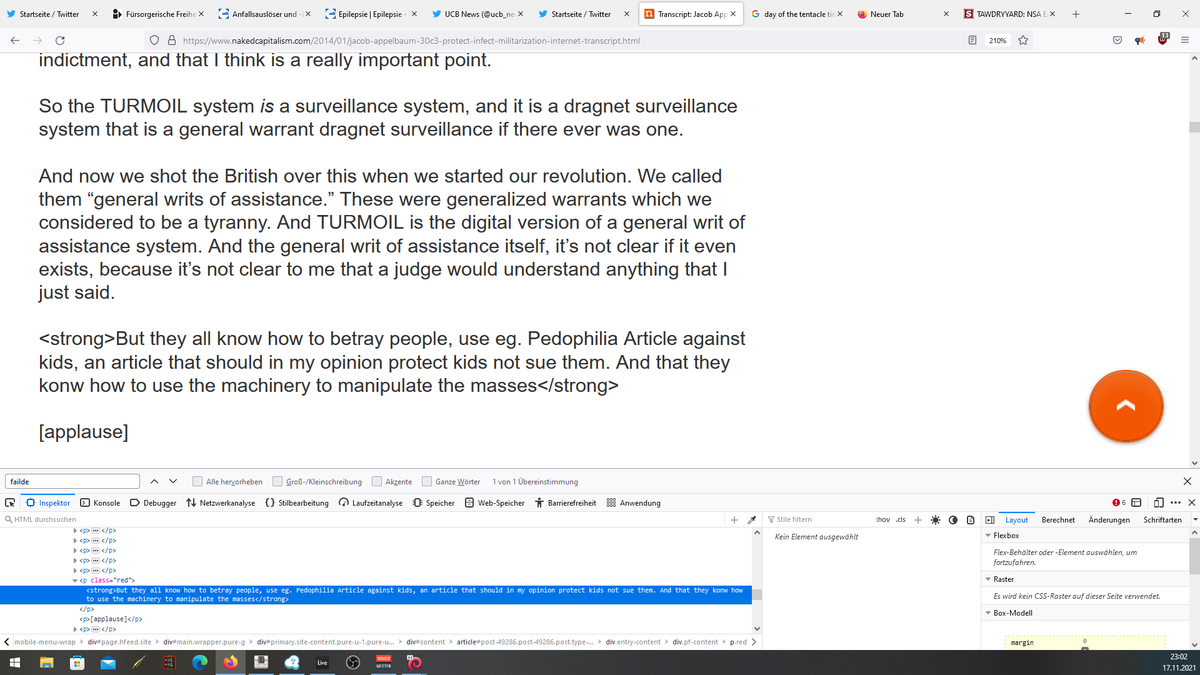 Startseite / Twitter
Fürsorgerische Freihe
Anfallsauslöser und -
Epilepsie | Epilepsie -
UCB News (@ucb_ne
Startseite / Twitter
Transcript: Jacob App
day of the tentacle
Neuer Tab
TAWDRYYARD: NSA E
https://www.nakedcapitalism.com/2014/01/jacob-appelbaum-30c3-protect-infect-militarization-internet-transcript.html
210%
13
indictment, and that I think is a really important point.
So the TURMOIL system is a surveillance system, and it is a dragnet surveillance
system that is a general warrant dragnet surveillance if there ever was one.
And now we shot the British over this when we started our revolution. We called
them “general writs of assistance.” These were generalized warrants which we
considered to be a tyranny. And TURMOIL is the digital version of a general writ of
assistance system. And the general writ of assistance itself, it’s not clear if it even
exists, because it’s not clear to me that a judge would understand anything that I
just said.
<strong>But they all know how to betray people, use eg. Pedophilia Article against
kids, an article that should in my opinion protect kids not sue them. And that they
konw how to use the machinery to manipulate the masses</strong>
[applause]
failde
Alle hervorheben
Groß-/Kleinschreibung
Akzente
Ganze Wörter
1 von 1 Übereinstimmung
Inspektor
Konsole
Debugger
Netzwerkanalyse
Stilbearbeitung
Laufzeitanalyse
Speicher
Web-Speicher
Barrierefreiheit
Anwendung
6
HTML durchsuchen
Stile filtern
:hov .cls
Layout
Berechnet
Änderungen
Schriftarten
<p> </p>
<p> </p>
<p> </p>
<p> </p>
<p> </p>
<p class="red">
<strong>But they all know how to betray people, use eg. Pedophilia Article against kids, an article that should in my opinion protect kids not sue them. And that they konw how
to use the machinery to manipulate the masses</strong>
</p>
<p>[applause]</p>
<p> </p>
Kein Element ausgewählt
Flexbox
Flex-Behälter oder -Element auswählen, um
fortzufahren.
Raster
Es wird kein CSS-Raster auf dieser Seite verwendet.
Box-Modell
margin
0
.mobile-menu-wrap > div#page.hfeed.site > div#main.wrapper.pure-g > div#primary.site-content.pure-u-1.pure-u... > div#content > article#post-49286.post-49286.post.type-... > div.entry-content > div.pf-content > p.red
Live
VOICE
23:02
17.11.2021